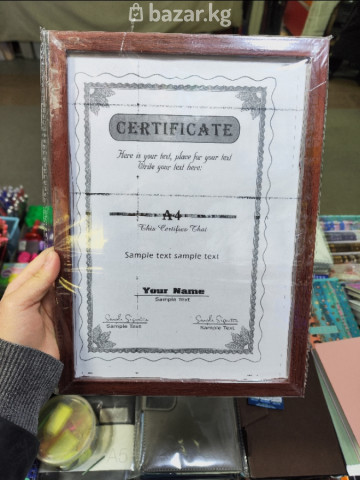 bazar.kg
CERTIFICATE
Here is your text, place for your text
Write your text here:
A4
This Certifices That
Sample text sample text
Your Name
Sample Text
Sample Text
Sample Text